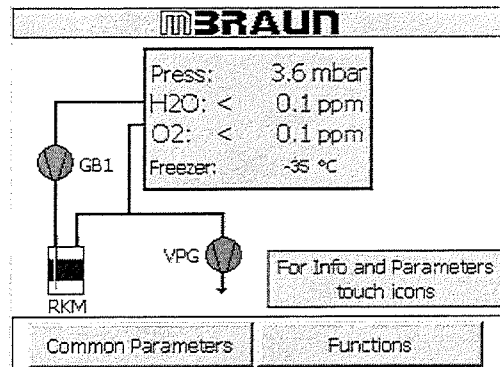 MBRAUN
Press: 3.6 mbar
H2O: < 0.1 ppm
O2: < 0.1 ppm
Freezer: -35 °C
GB1
VPG
RKM
For Info and Parameters
touch icons
Common Parameters
Functions